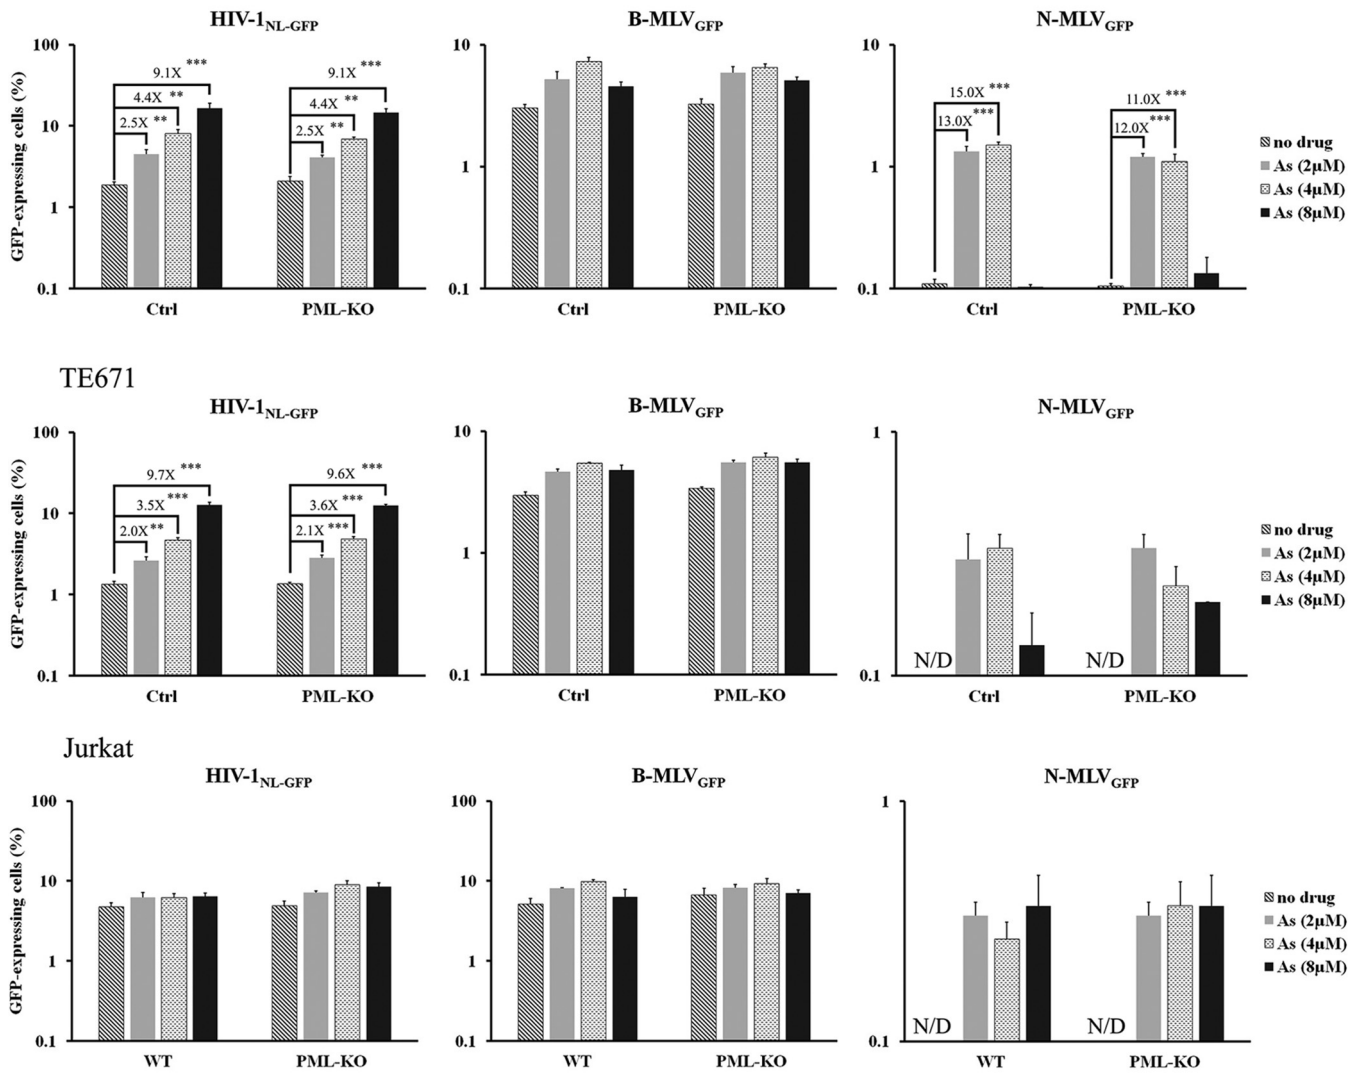 HIV-1NL-GFP
B-MLVGFP
N-MLVGFP
GFP-expressing cells (%)
100
10
1
0.1
9.1X ***
4.4X **
2.5X **
9.1X ***
4.4X **
2.5X **
Ctrl
PML-KO
10
1
0.1
Ctrl
PML-KO
10
1
0.1
15.0X ***
13.0X ***
11.0X ***
12.0X ***
Ctrl
PML-KO
no drug
As (2µM)
As (4µM)
As (8µM)
TE671
HIV-1NL-GFP
B-MLVGFP
N-MLVGFP
GFP-expressing cells (%)
100
10
1
0.1
9.7X ***
3.5X ***
2.0X **
9.6X ***
3.6X ***
2.1X ***
Ctrl
PML-KO
10
1
0.1
Ctrl
PML-KO
1
0.1
N/D
N/D
Ctrl
PML-KO
no drug
As (2µM)
As (4µM)
As (8µM)
Jurkat
HIV-1NL-GFP
B-MLVGFP
N-MLVGFP
GFP-expressing cells (%)
100
10
1
0.1
WT
PML-KO
100
10
1
0.1
WT
PML-KO
1
0.1
N/D
N/D
WT
PML-KO
no drug
As (2µM)
As (4µM)
As (8µM)